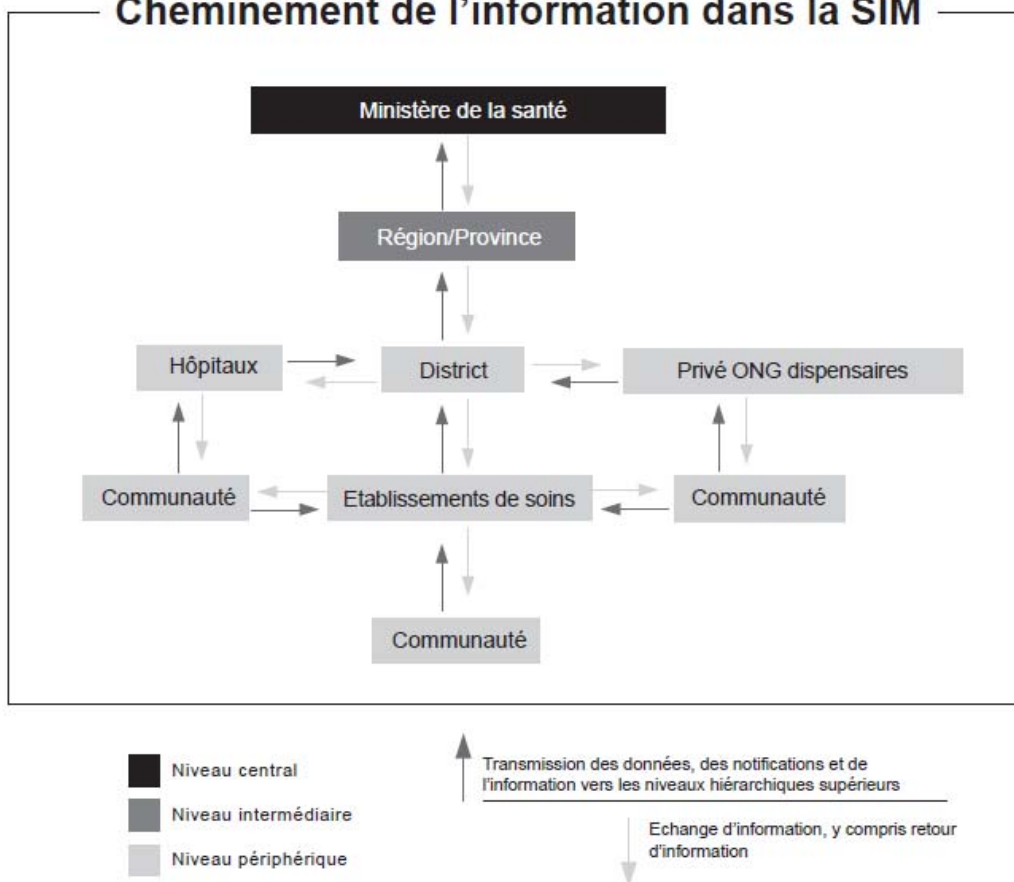 Cheminement de l'information dans la SIM
Ministère de la santé
Région/Province
Hôpitaux
District
Privé ONG dispensaires
Communauté
Etablissements de soins
Communauté
Communauté
Niveau central
Niveau intermédiaire
Niveau périphérique
Transmission des données, des notifications et de
l'information vers les niveaux hiérarchiques supérieurs
Echange d'information, y compris retour
d'information